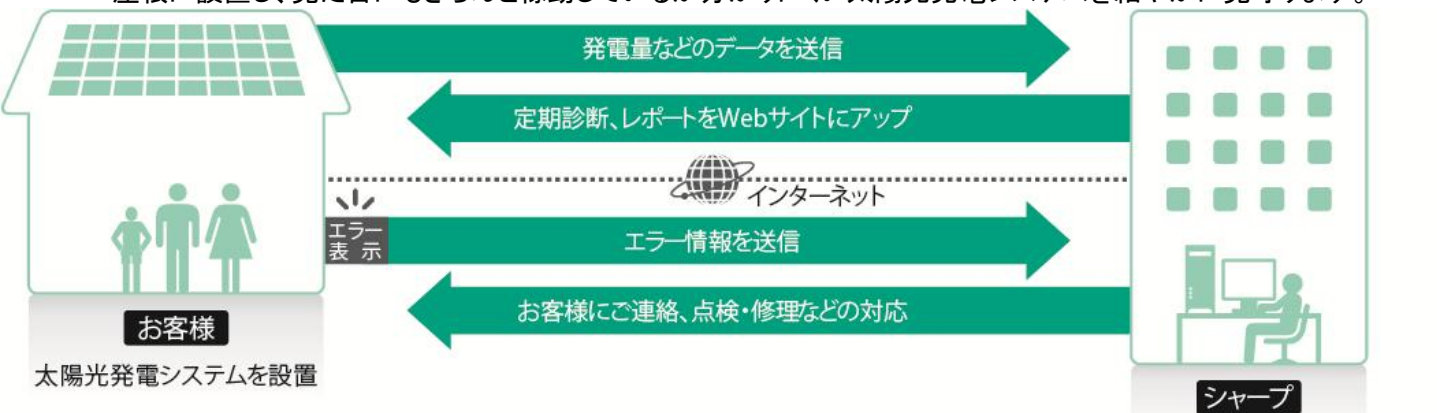 発電量などのデータを送信
定期診断、レポートをWebサイトにアップ
インターネット
エラー
表 示
エラー情報を送信
お客様にご連絡、点検・修理などの対応
お客様
太陽光発電システムを設置
シャープ